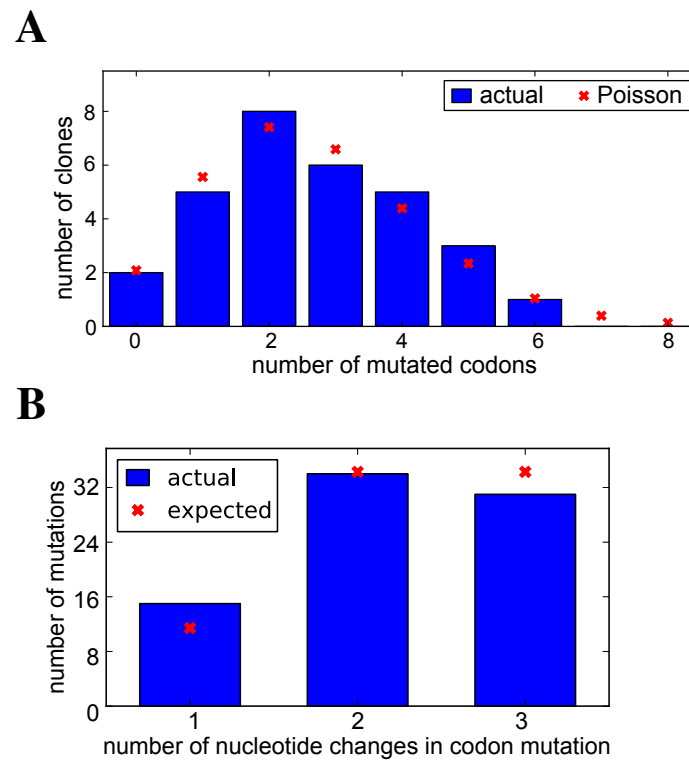 A
actual Poisson
number of clones
8
6
4
2
0
0 2 4 6 8
number of mutated codons
B
actual
expected
number of mutations
32
24
16
8
0
1 2 3
number of nucleotide changes in codon mutation